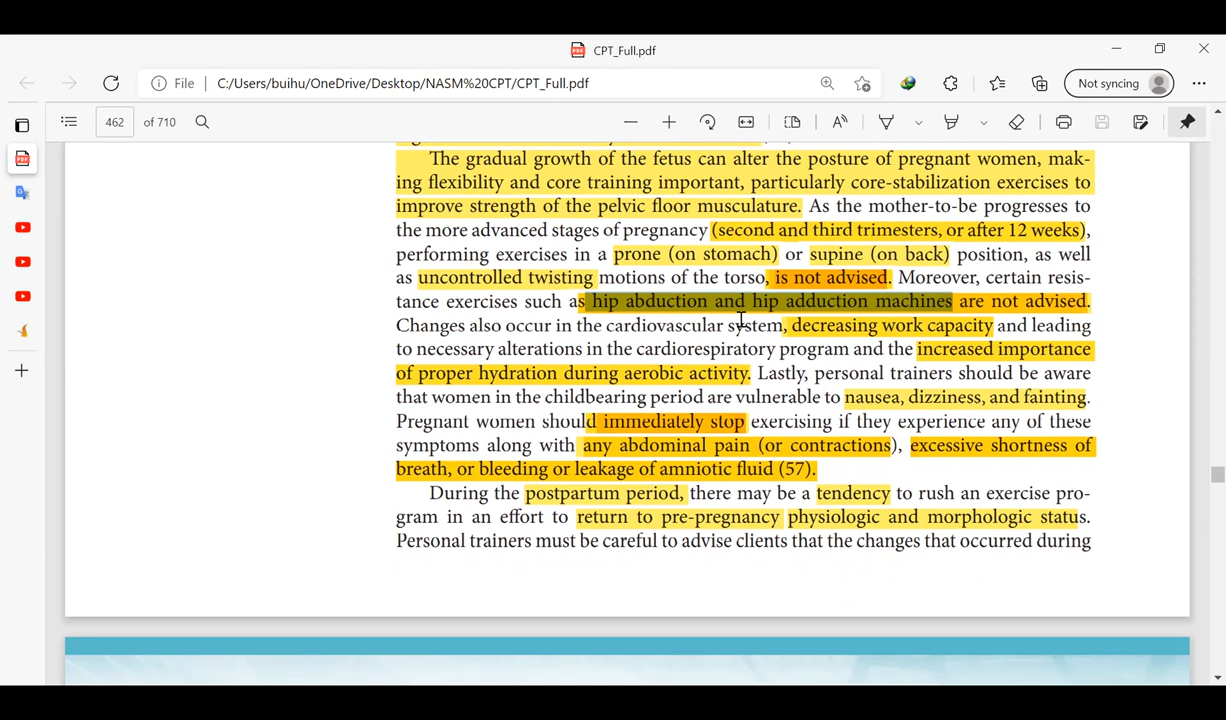 CPT_Full.pdf
File | C:/Users/buihu/OneDrive/Desktop/NASM%20CPT/CPT_Full.pdf
Not syncing
462 of 710
The gradual growth of the fetus can alter the posture of pregnant women, mak-
ing flexibility and core training important, particularly core-stabilization exercises to
improve strength of the pelvic floor musculature. As the mother-to-be progresses to
the more advanced stages of pregnancy (second and third trimesters, or after 12 weeks),
performing exercises in a prone (on stomach) or supine (on back) position, as well
as uncontrolled twisting motions of the torso, is not advised. Moreover, certain resis-
tance exercises such as hip abduction and hip adduction machines are not advised.
Changes also occur in the cardiovascular system, decreasing work capacity and leading
to necessary alterations in the cardiorespiratory program and the increased importance
of proper hydration during aerobic activity. Lastly, personal trainers should be aware
that women in the childbearing period are vulnerable to nausea, dizziness, and fainting.
Pregnant women should immediately stop exercising if they experience any of these
symptoms along with any abdominal pain (or contractions), excessive shortness of
breath, or bleeding or leakage of amniotic fluid (57).
During the postpartum period, there may be a tendency to rush an exercise pro-
gram in an effort to return to pre-pregnancy physiologic and morphologic status.
Personal trainers must be careful to advise clients that the changes that occurred during